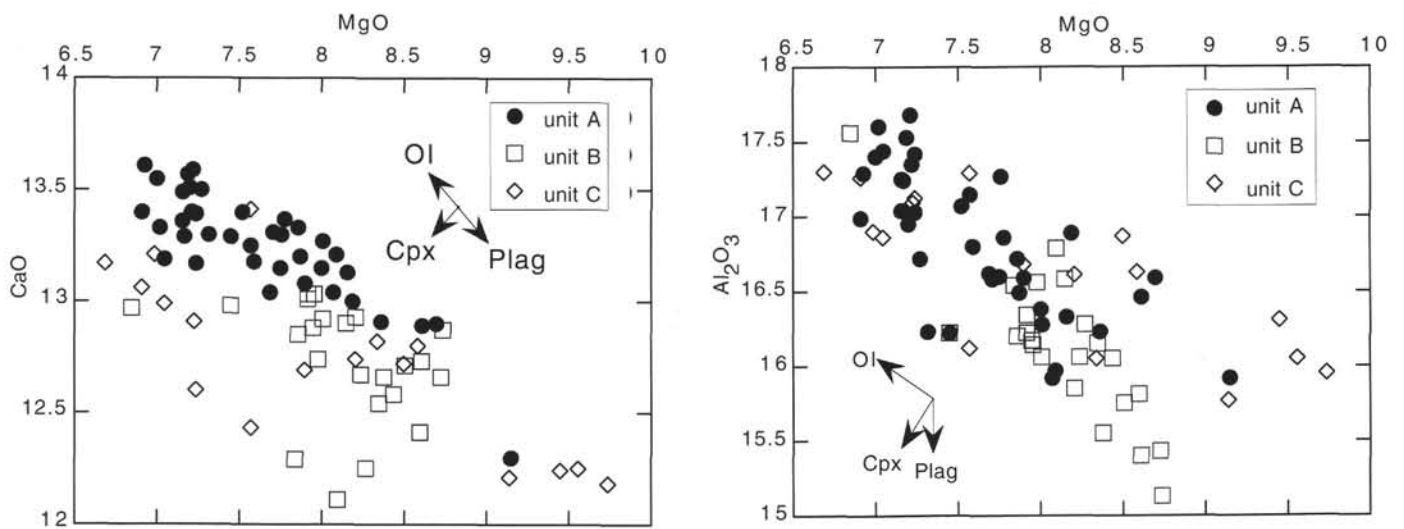 MgO
6.5 7 7.5 8 8.5 9 9.5 10
14
13.5
13
12.5
12
CaO
unit A
unit B
unit C
Ol
Cpx
Plag
MgO
6.5 7 7.5 8 8.5 9 9.5 10
18
17.5
17
16.5
16
15.5
15
Al2O3
unit A
unit B
unit C
Ol
Cpx Plag